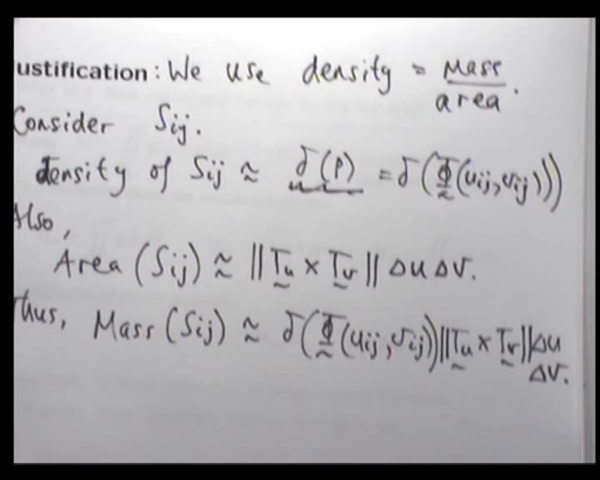 ustification: We use density = Mass/area.
Consider Sij.
density of Sij ≈ δ(P) = δ(Φ(uij, vij))
Also,
Area (Sij) ≈ ||Tu × Tv|| Δu Δv.
Thus, Mass (Sij) ≈ δ(Φ(uij, vij)) ||Tu × Tv|| Δu
Δv.